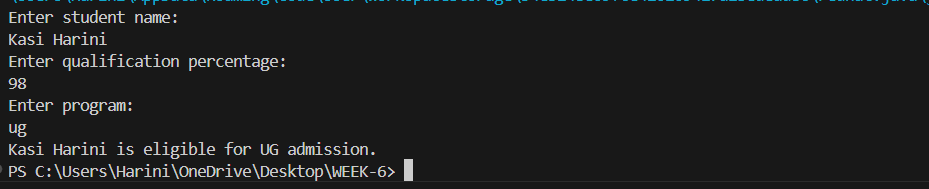 Enter student name:
Kasi Harini
Enter qualification percentage:
98
Enter program:
ug
Kasi Harini is eligible for UG admission.
PS C:\Users\Harini\OneDrive\Desktop\WEEK-6>